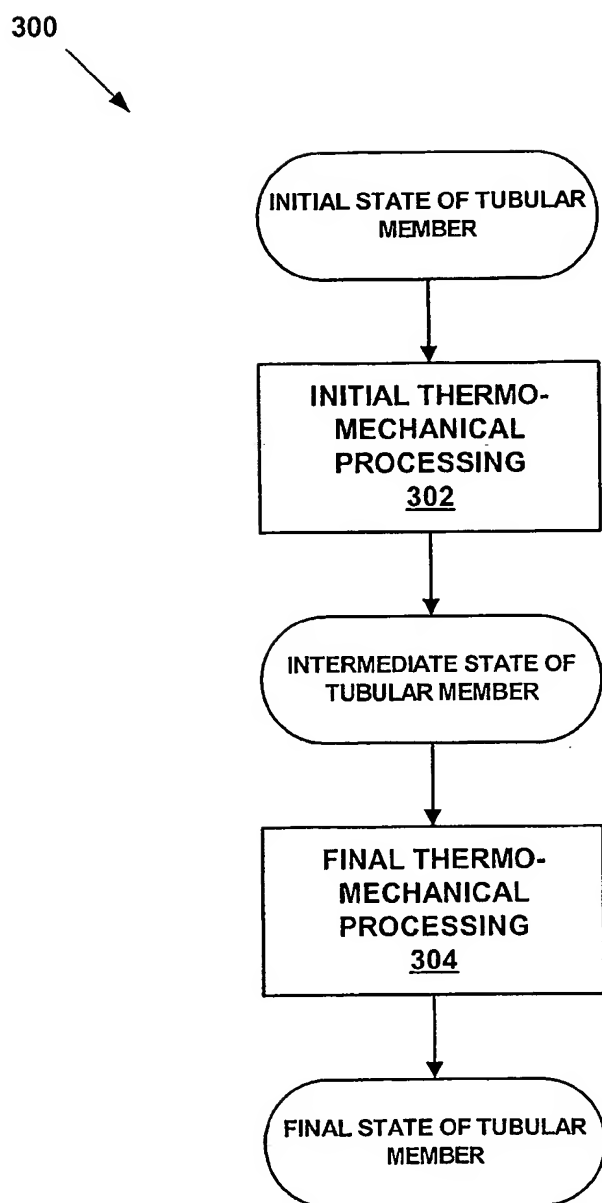 300
INITIAL STATE OF TUBULAR
MEMBER
INITIAL THERMO-
MECHANICAL
PROCESSING
302
INTERMEDIATE STATE OF
TUBULAR MEMBER
FINAL THERMO-
MECHANICAL
PROCESSING
304
FINAL STATE OF TUBULAR
MEMBER